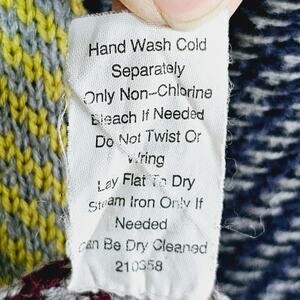 Hand Wash Cold
Separately
Only Non-Chlorine
Bleach If Needed
Do Not Twist Or
Wring
Lay Flat To Dry
Steam Iron Only If
Needed
Can Be Dry Cleaned
210358